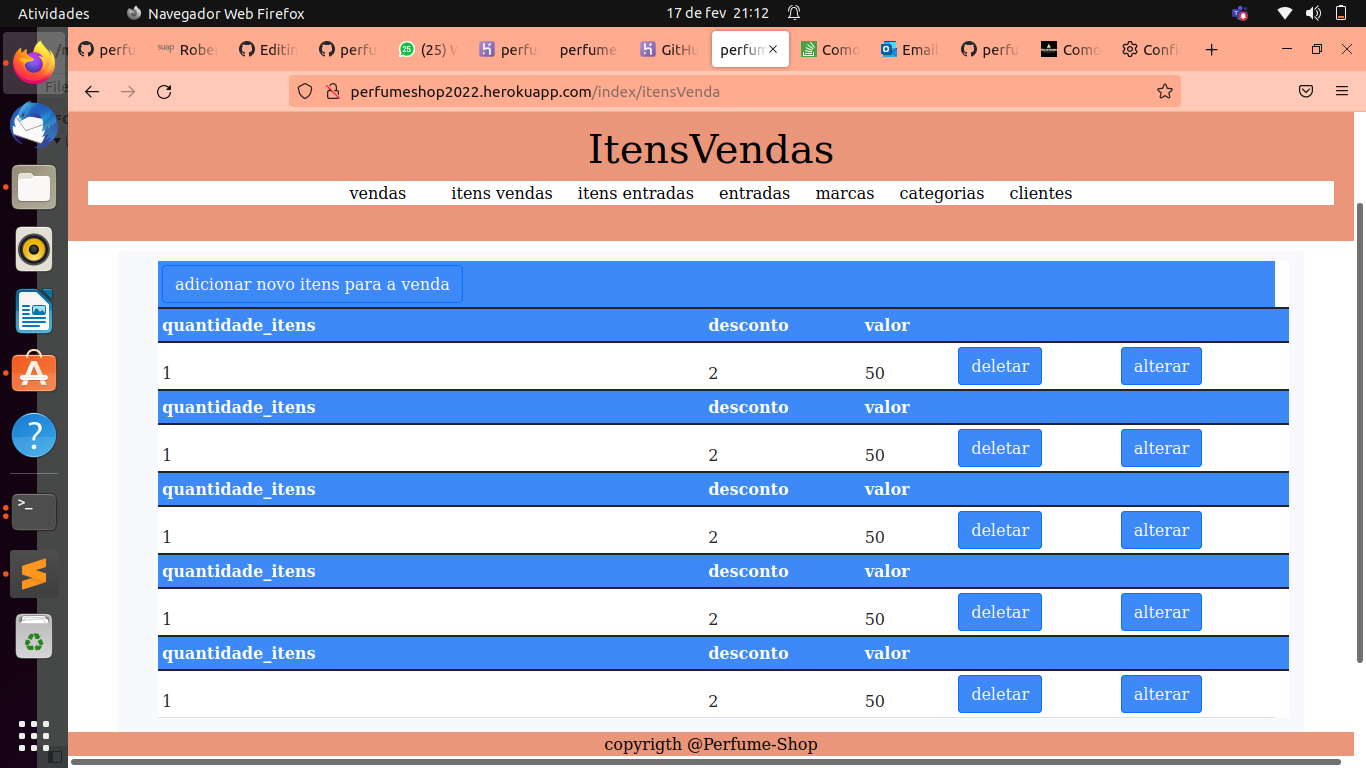 Atividades Navegador Web Firefox 17 de fev 21:12
perfu suap Rober Editin perfu (25) W perfu perfume GitHu perfum Como Email perfu Como Confi
perfumeshop2022.herokuapp.com/index/itensVenda
File
ItensVendas
vendas itens vendas itens entradas entradas marcas categorias clientes
adicionar novo itens para a venda
quantidade_itens desconto valor
1 2 50 deletar alterar
quantidade_itens desconto valor
1 2 50 deletar alterar
quantidade_itens desconto valor
1 2 50 deletar alterar
quantidade_itens desconto valor
1 2 50 deletar alterar
quantidade_itens desconto valor
1 2 50 deletar alterar
copyrigth @Perfume-Shop